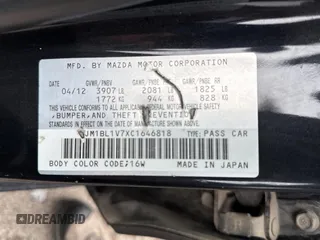 MFD. BY MAZDA MOTOR CORPORATION
GVWR/PNBV GAWR/PNBE FR GAWR/PNBE RR
04/12 3907 LB 2081 LB 1825 LB
1772 KG 944 KG 828 KG
THIS VEHICLE CONFORMS TO ALL APPLICABLE
FEDERAL MOTOR VEHICLE SAFETY,
BUMPER, AND THEFT PREVENTION
JM1BL1V7XC1646818 TYPE: PASS CAR
BODY COLOR CODE: 16W MADE IN JAPAN
DREAMBID